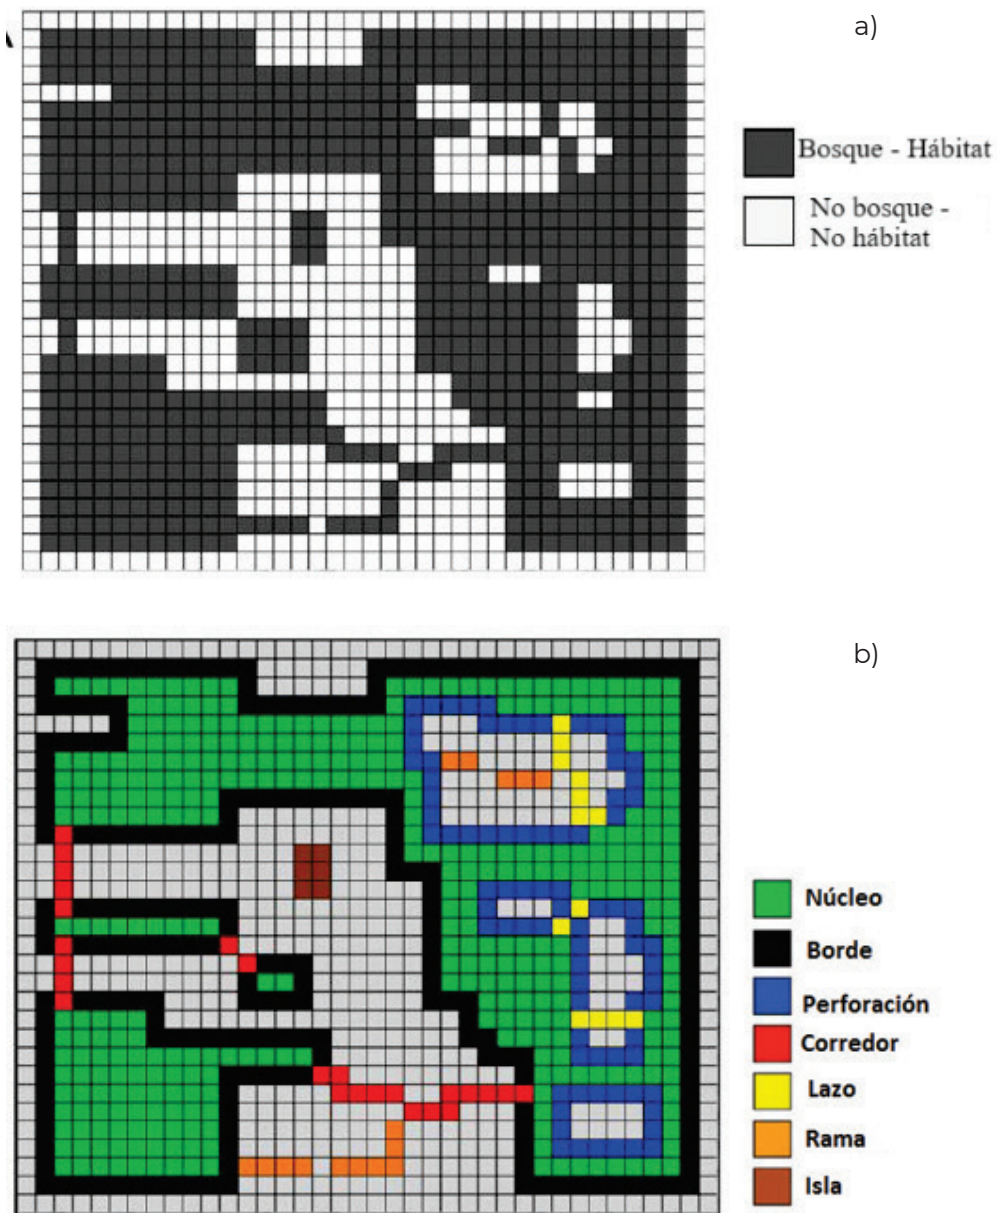 a)
Bosque - Hábitat
No bosque -
No hábitat
b)
Núcleo
Borde
Perforación
Corredor
Lazo
Rama
Isla